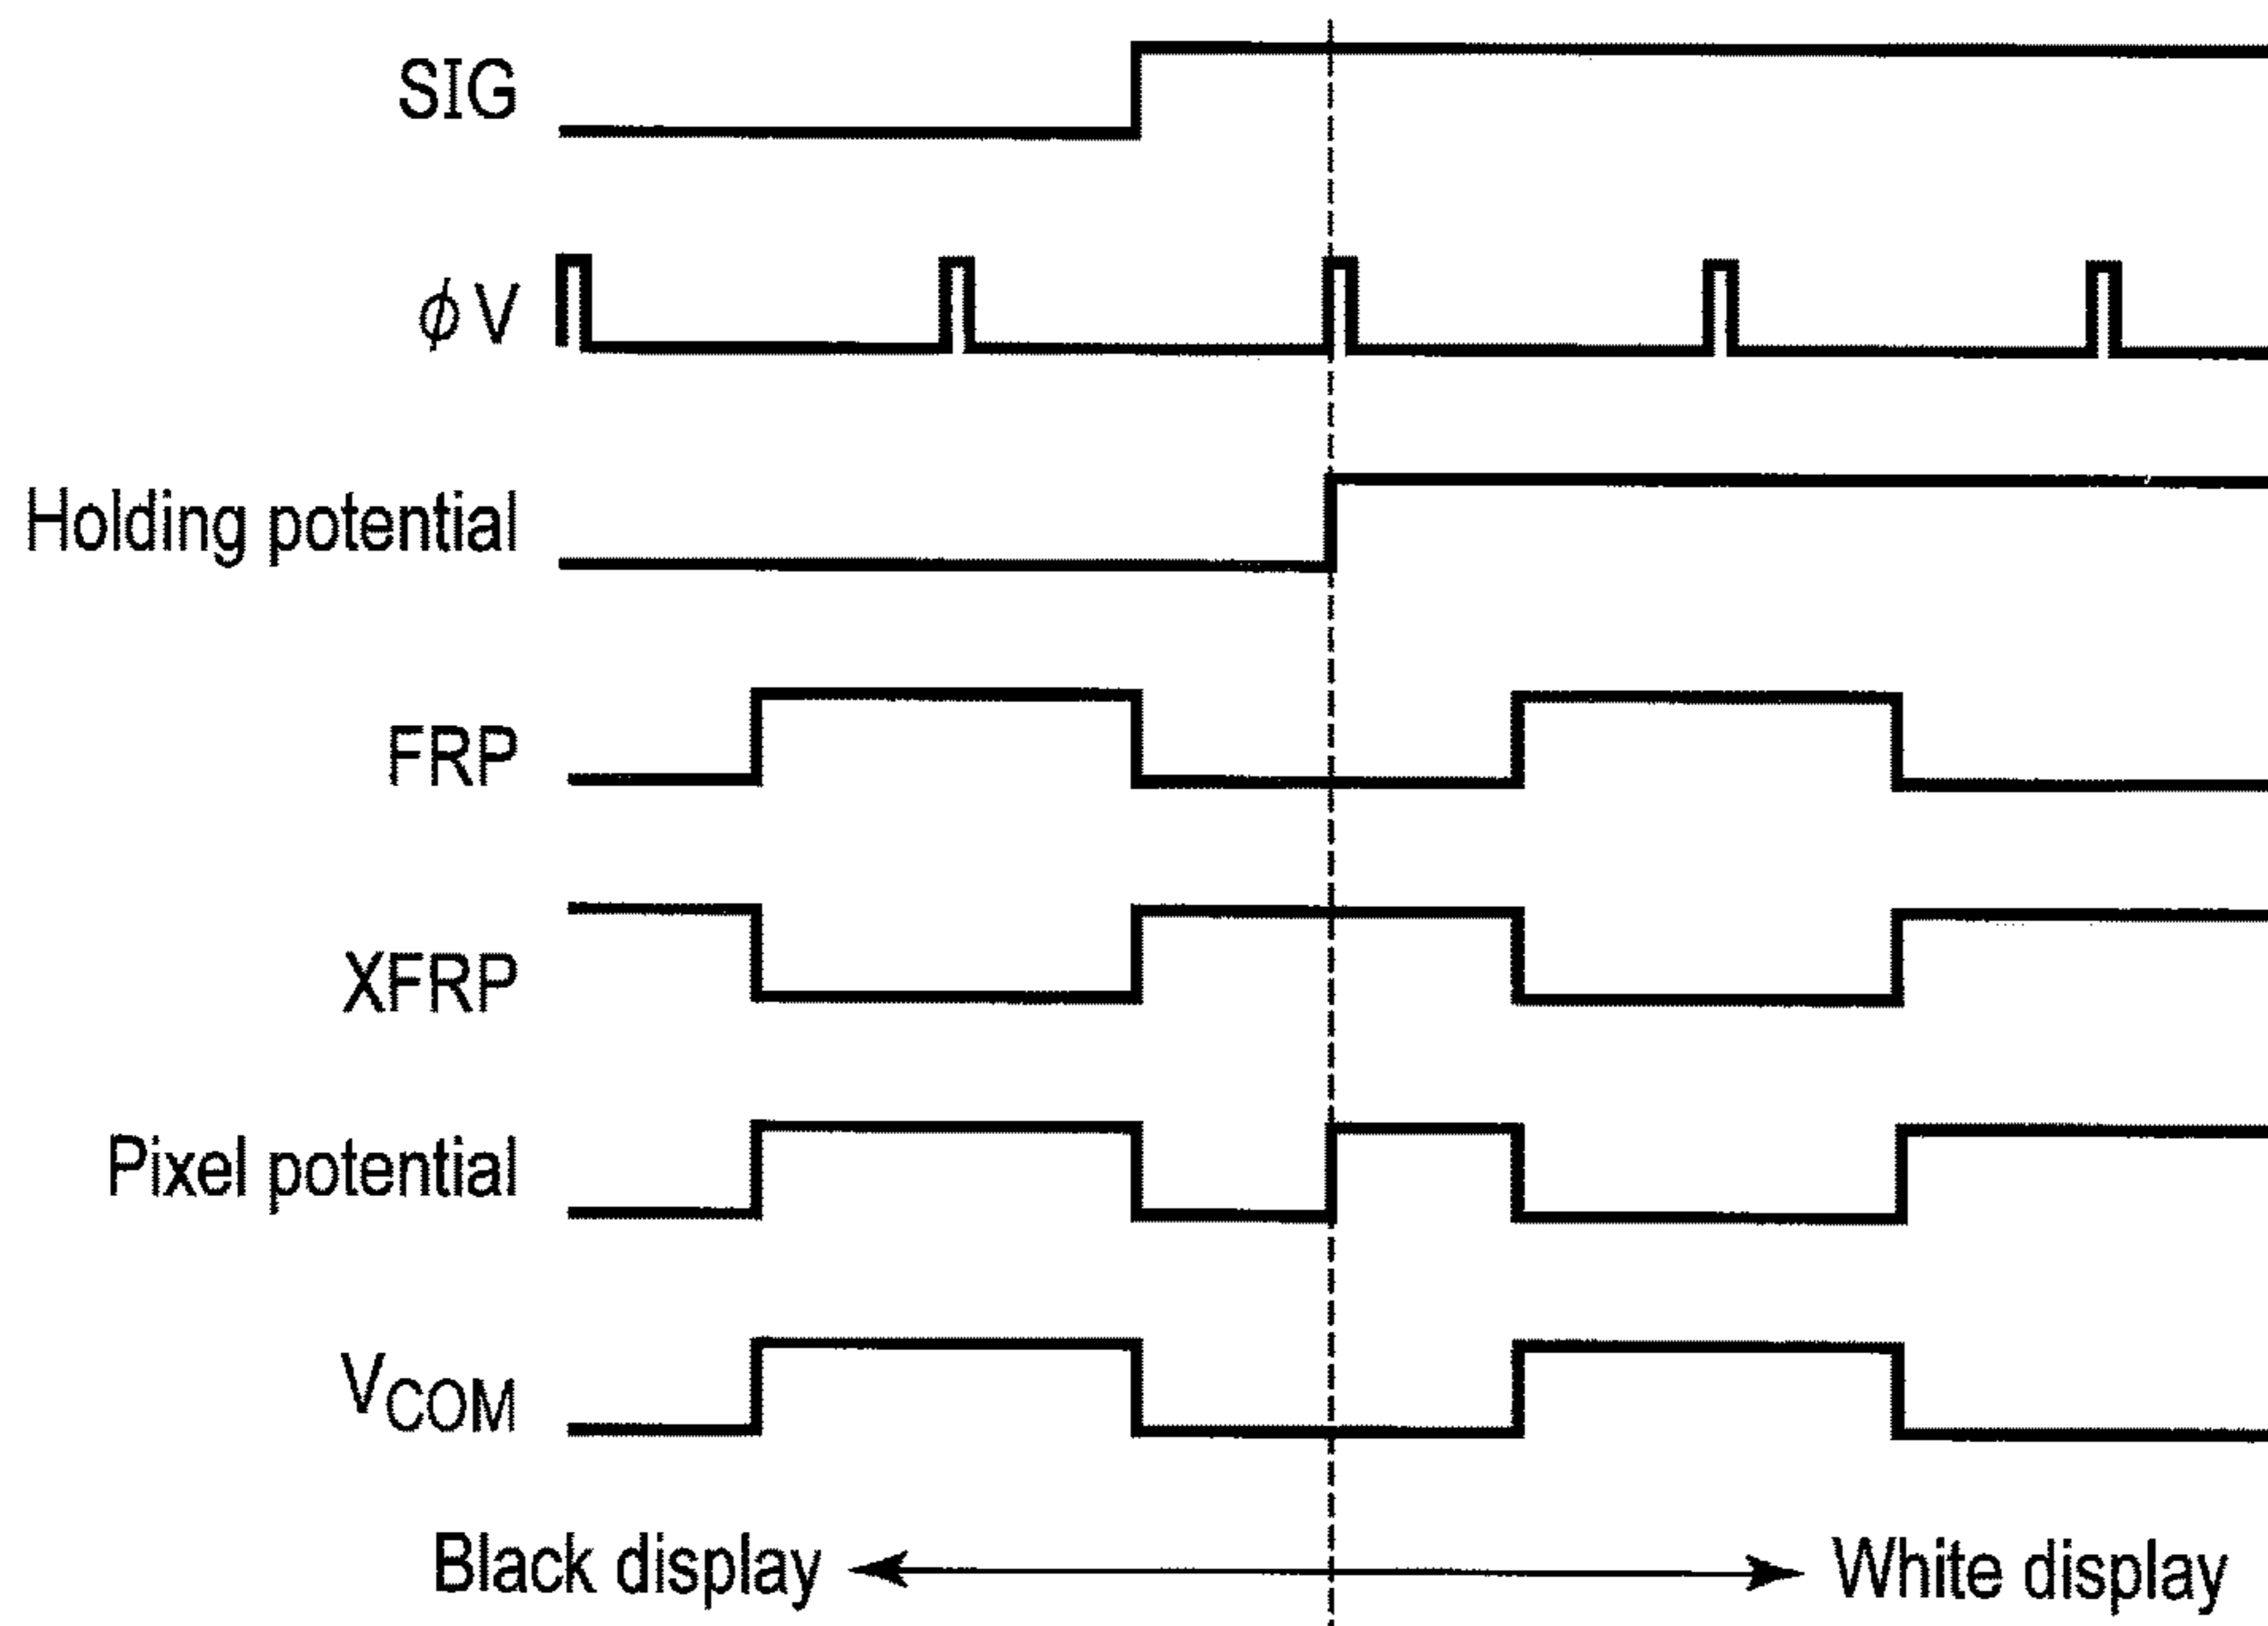 SIG
ϕV
Holding potential
FRP
XFRP
Pixel potential
VCOM
Black display
White display